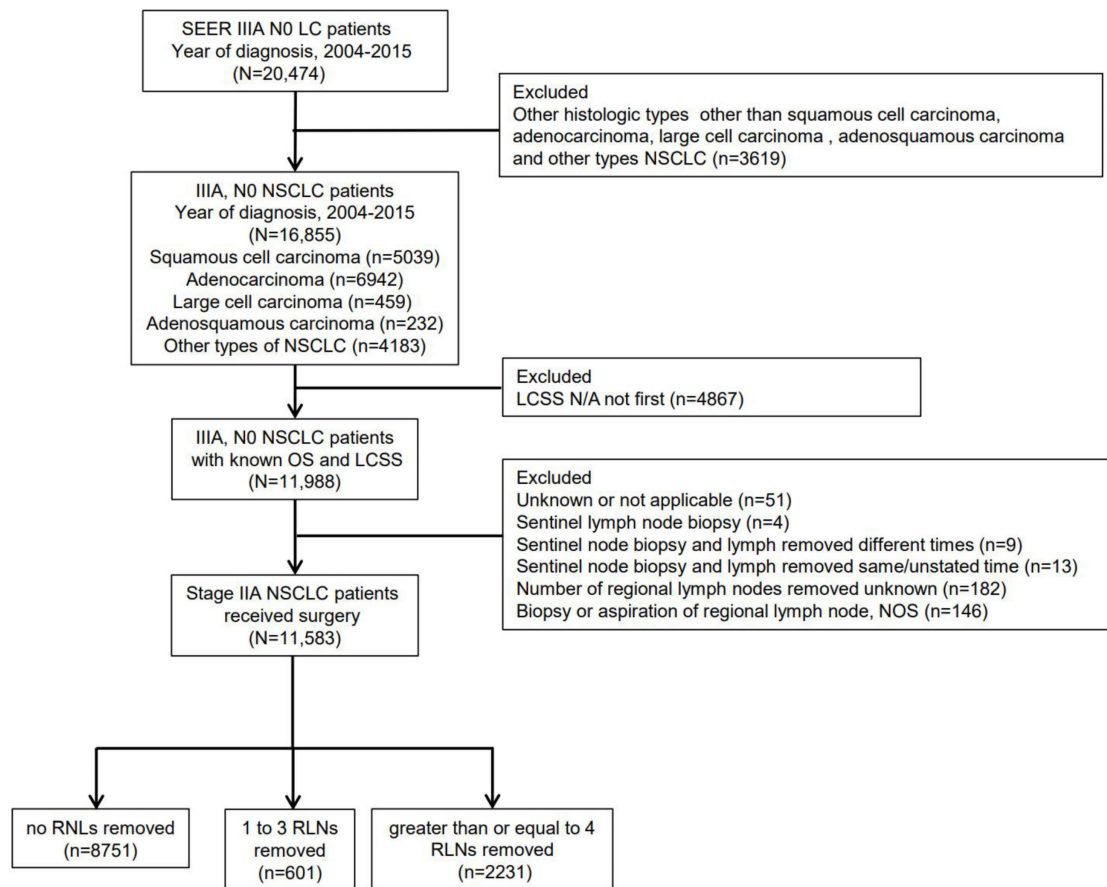 SEER IIIA N0 LC patients
Year of diagnosis, 2004-2015
(N=20,474)
Excluded
Other histologic types other than squamous cell carcinoma,
adenocarcinoma, large cell carcinoma , adenosquamous carcinoma
and other types NSCLC (n=3619)
IIIA, N0 NSCLC patients
Year of diagnosis, 2004-2015
(N=16,855)
Squamous cell carcinoma (n=5039)
Adenocarcinoma (n=6942)
Large cell carcinoma (n=459)
Adenosquamous carcinoma (n=232)
Other types of NSCLC (n=4183)
Excluded
LCSS N/A not first (n=4867)
IIIA, N0 NSCLC patients
with known OS and LCSS
(N=11,988)
Excluded
Unknown or not applicable (n=51)
Sentinel lymph node biopsy (n=4)
Sentinel node biopsy and lymph removed different times (n=9)
Sentinel node biopsy and lymph removed same/unstated time (n=13)
Number of regional lymph nodes removed unknown (n=182)
Biopsy or aspiration of regional lymph node, NOS (n=146)
Stage IIA NSCLC patients
received surgery
(N=11,583)
no RNLs removed
(n=8751)
1 to 3 RLNs
removed
(n=601)
greater than or equal to 4
RLNs removed
(n=2231)